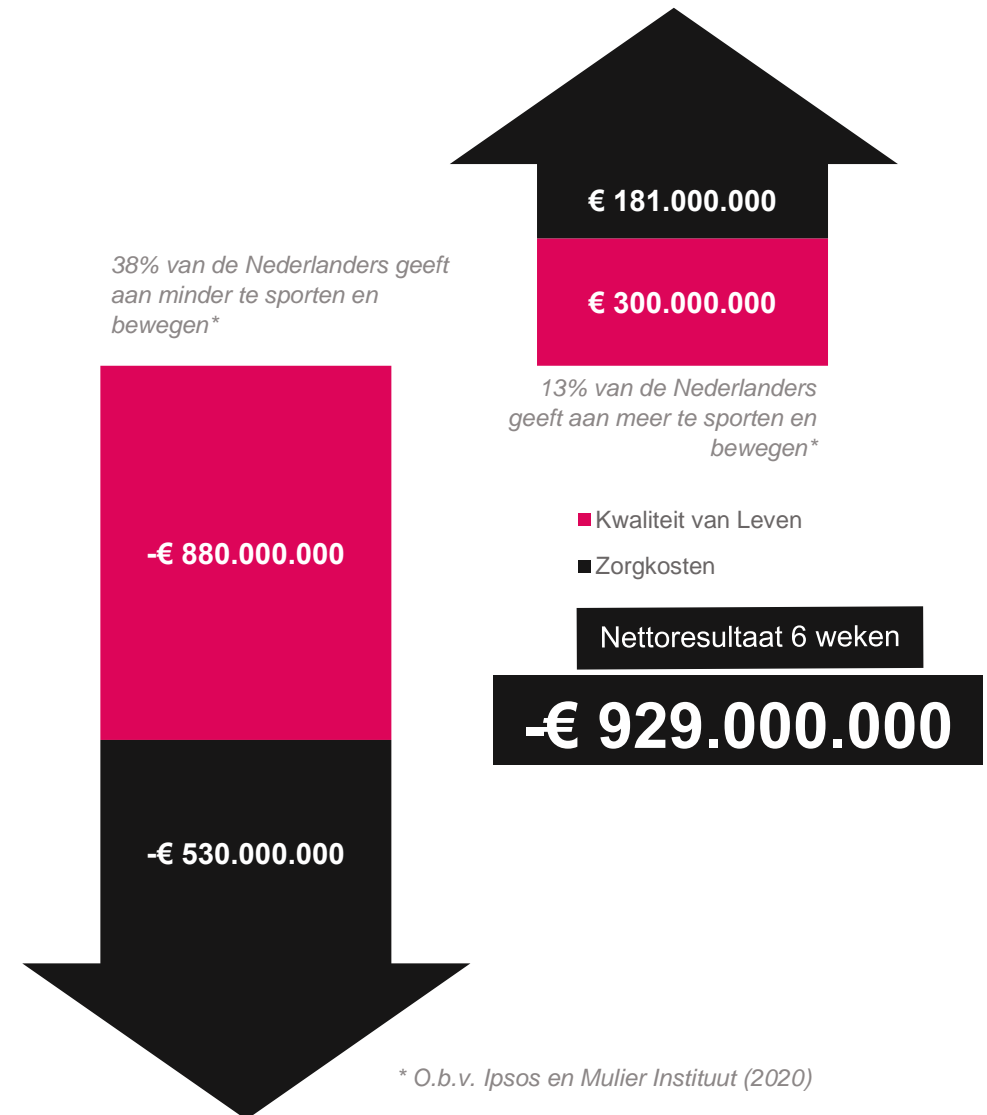 € 181.000.000
€ 300.000.000
38% van de Nederlanders geeft
aan minder te sporten en
bewegen*
13% van de Nederlanders
geeft aan meer te sporten en
bewegen*
-€ 880.000.000
-€ 530.000.000
Kwaliteit van Leven
Zorgkosten
Nettoresultaat 6 weken
-€ 929.000.000
* O.b.v. Ipsos en Mulier Instituut (2020)